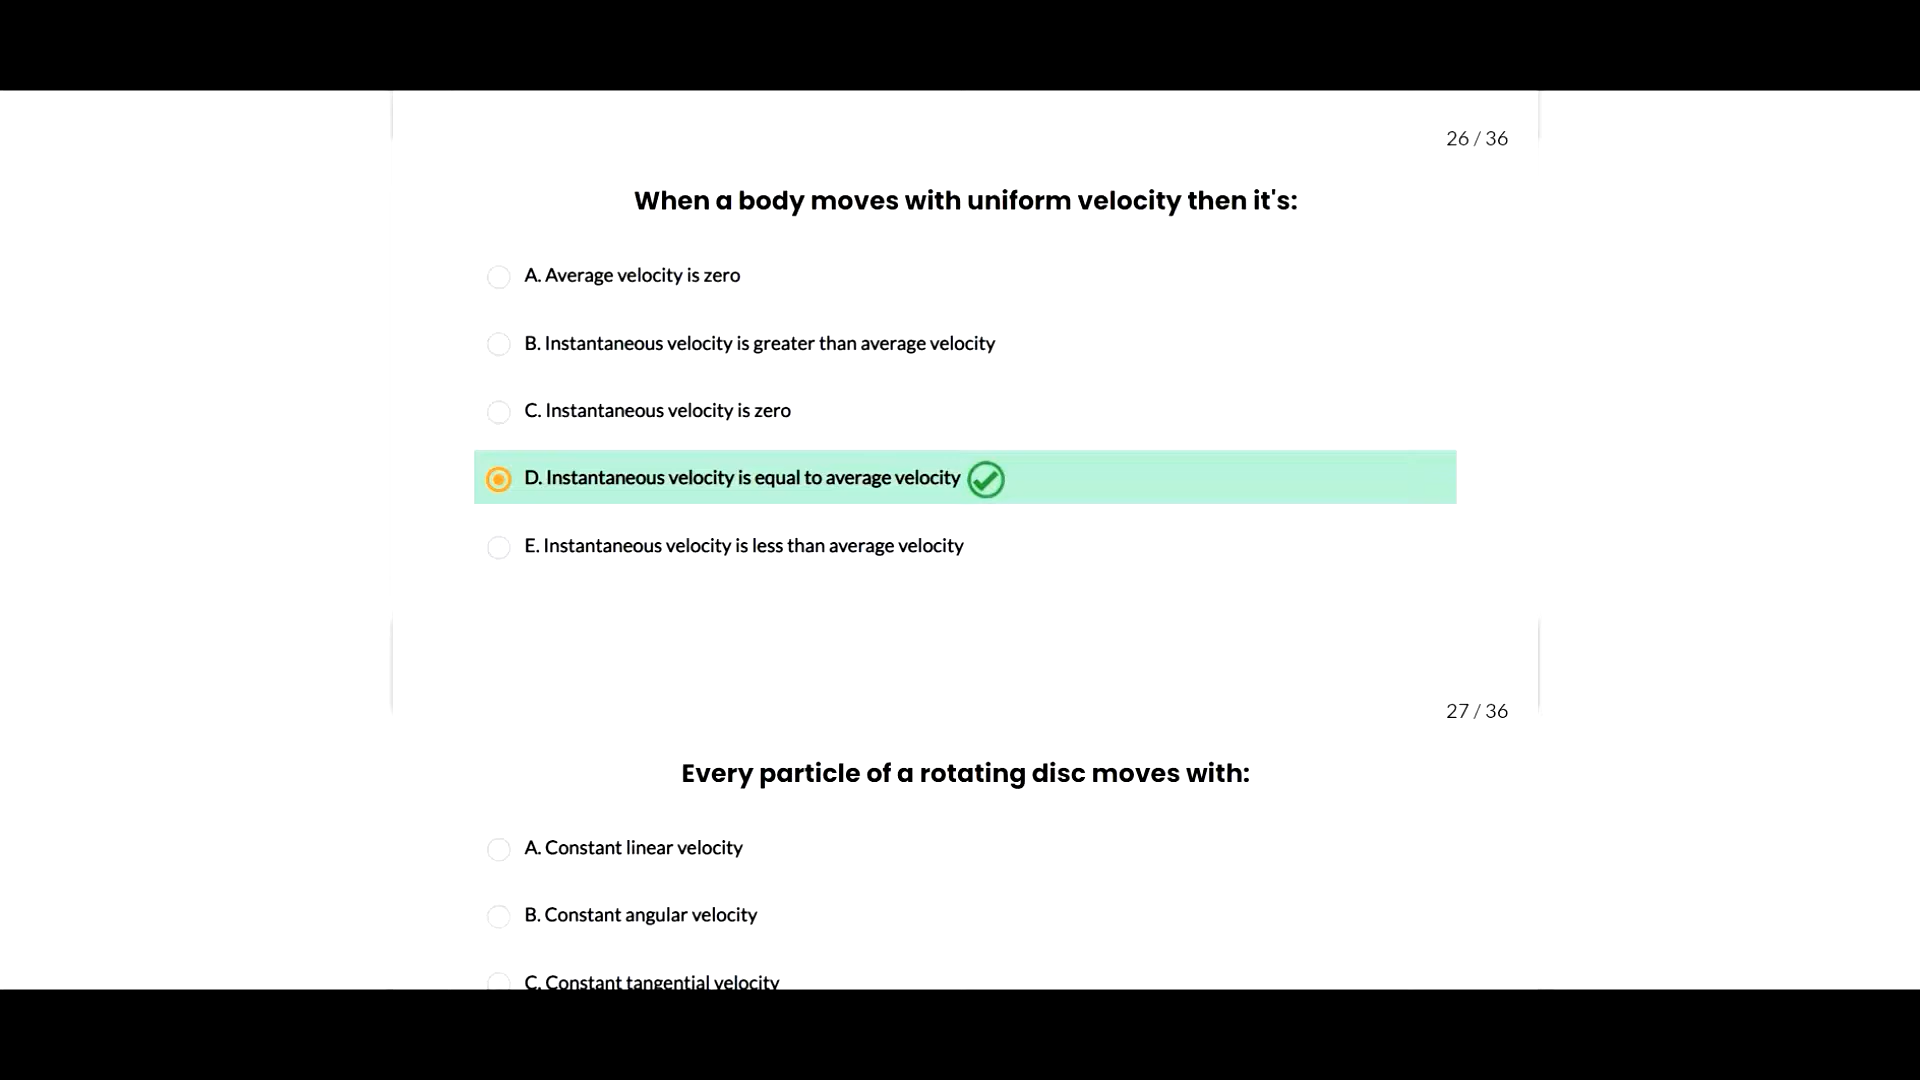 26 / 36
When a body moves with uniform velocity then it's:
A. Average velocity is zero
B. Instantaneous velocity is greater than average velocity
C. Instantaneous velocity is zero
D. Instantaneous velocity is equal to average velocity
E. Instantaneous velocity is less than average velocity
27 / 36
Every particle of a rotating disc moves with:
A. Constant linear velocity
B. Constant angular velocity
C. Constant tangential velocity